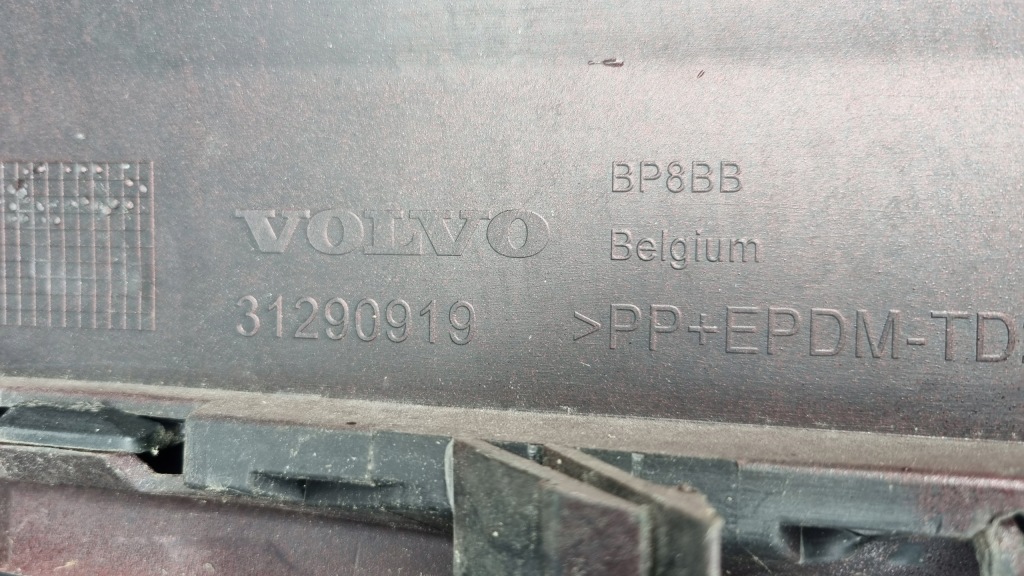 VOLVO
31290919
BP8BB
Belgium
>PP+EPDM-TD